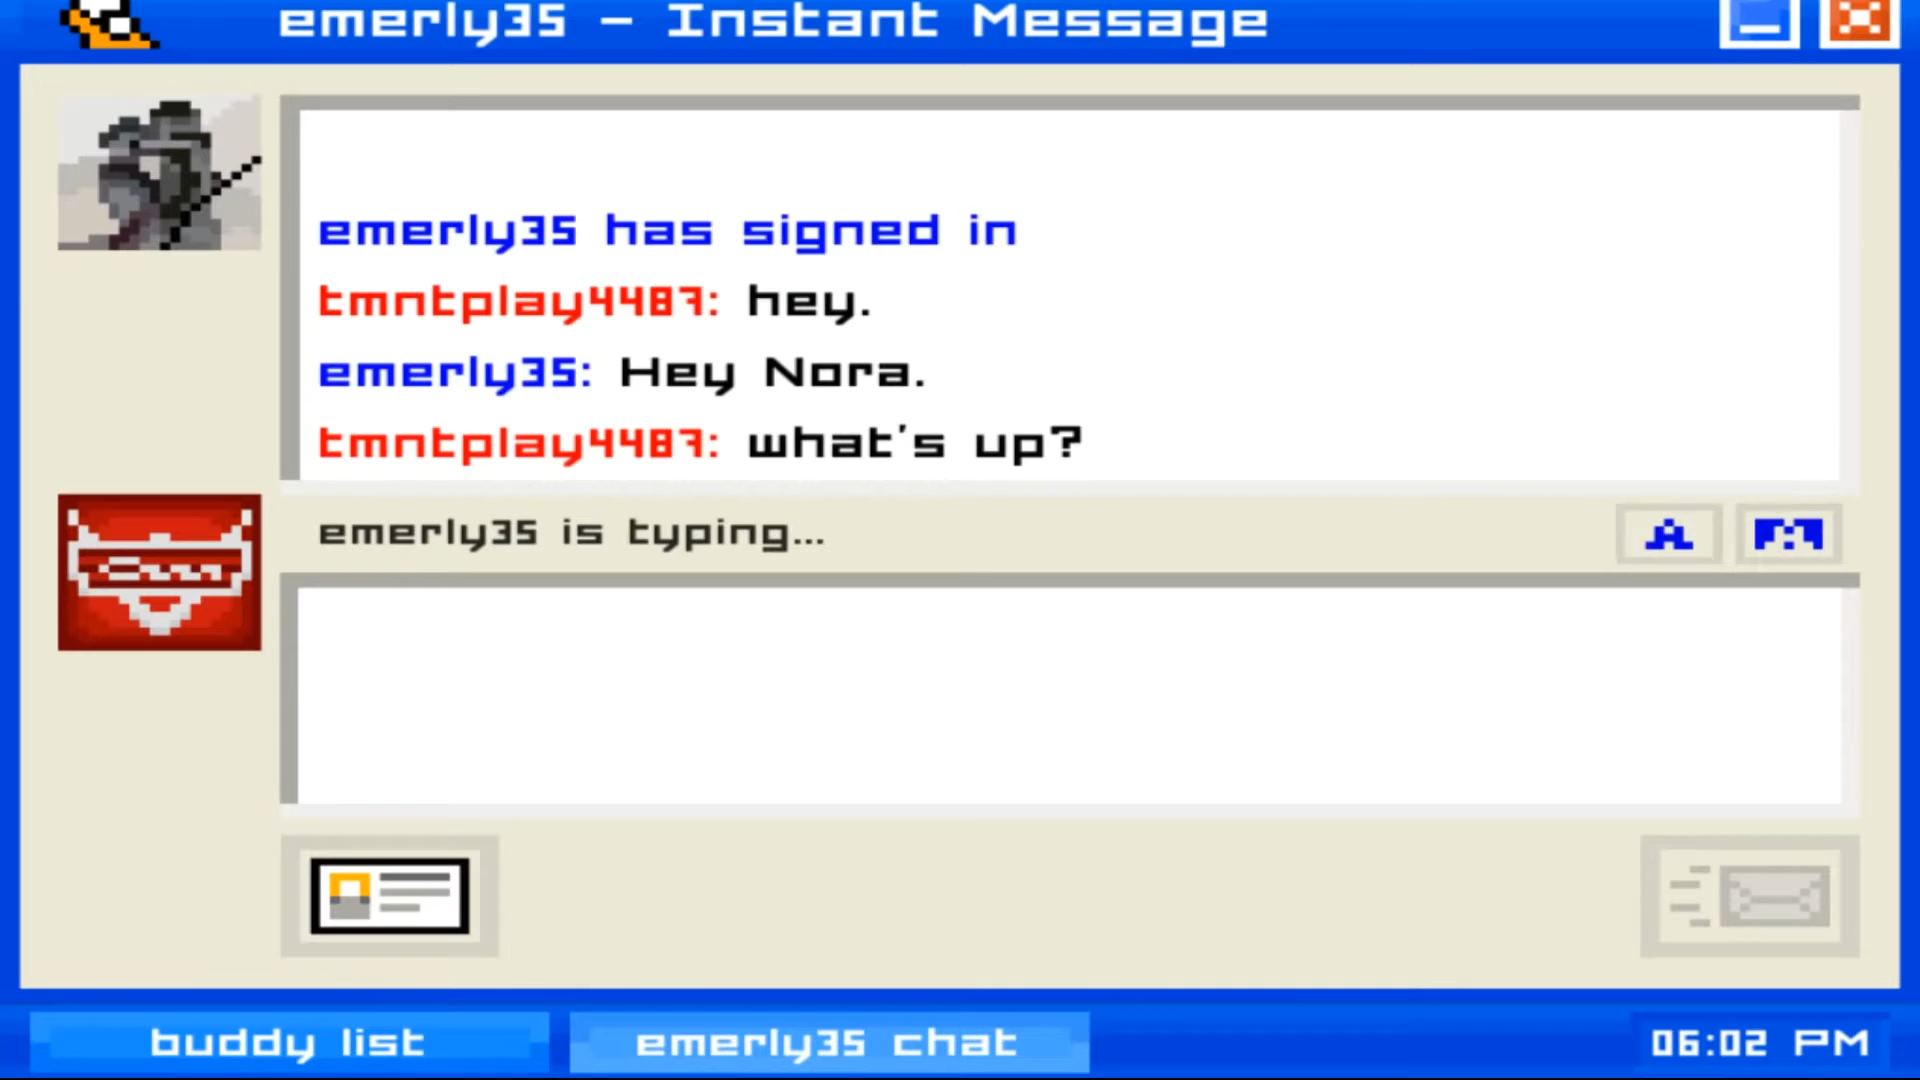 emerly35 - Instant Message
emerly35 has signed in
tmntplay4487: hey.
emerly35: Hey Nora.
tmntplay4487: what's up?
emerly35 is typing...
A
buddy list
emerly35 chat
06:02 PM